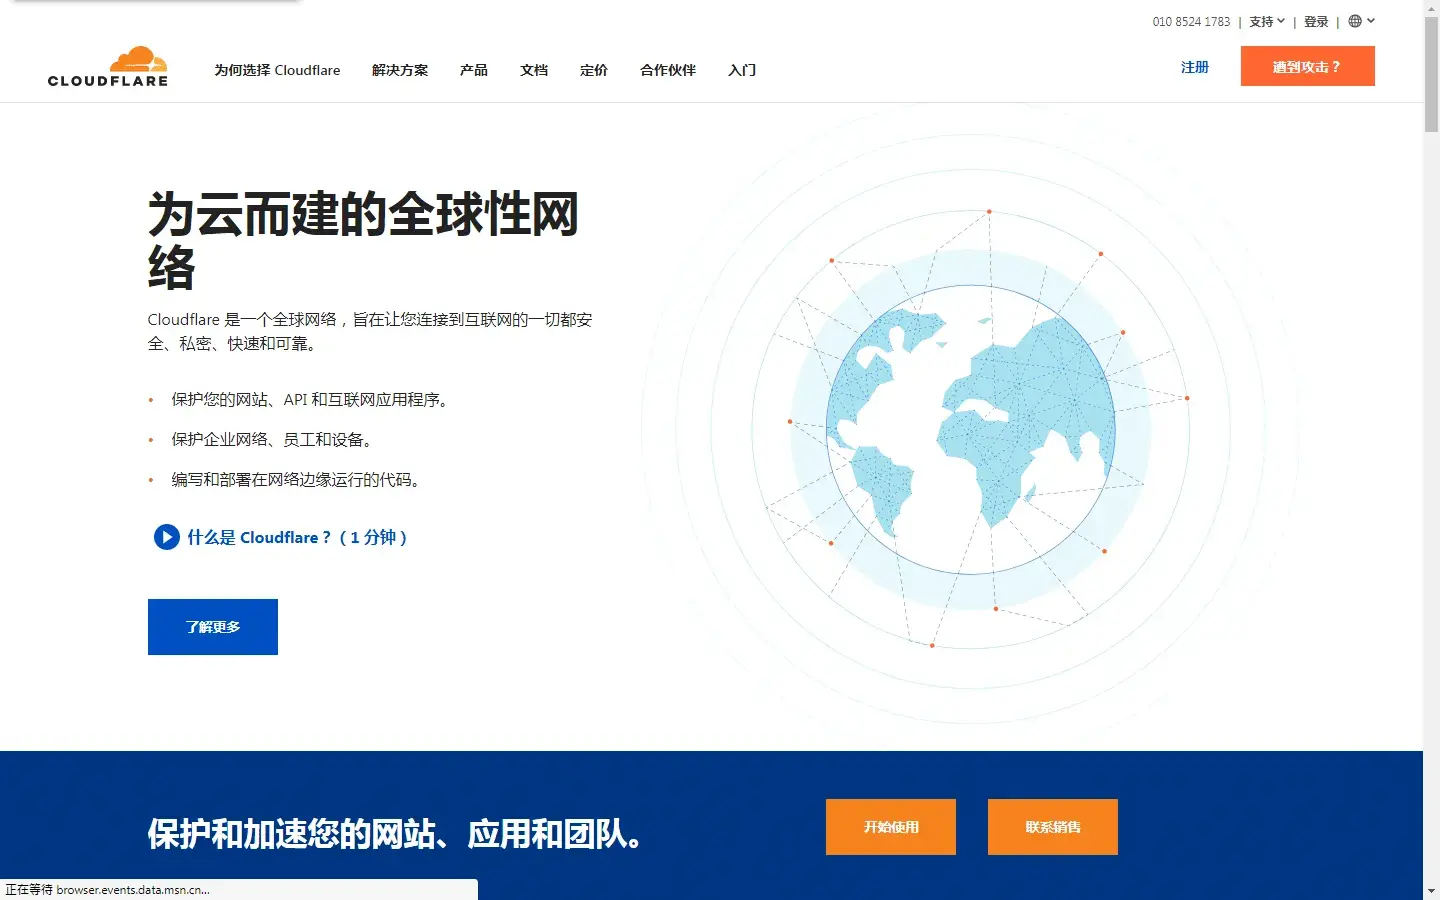 010 8524 1783 | 支持 | 登录 |
CLOUDFLARE
为何选择 Cloudflare 解决方案 产品 文档 定价 合作伙伴 入门
注册 遭到攻击？
为云而建的全球性网
络
Cloudflare 是一个全球网络，旨在让您连接到互联网的一切都安
全、私密、快速和可靠。
• 保护您的网站、API 和互联网应用程序。
• 保护企业网络、员工和设备。
• 编写和部署在网络边缘运行的代码。
什么是 Cloudflare？（1 分钟）
了解更多
保护和加速您的网站、应用和团队。
开始使用 联系销售
正在等待 browser.events.data.msn.cn...